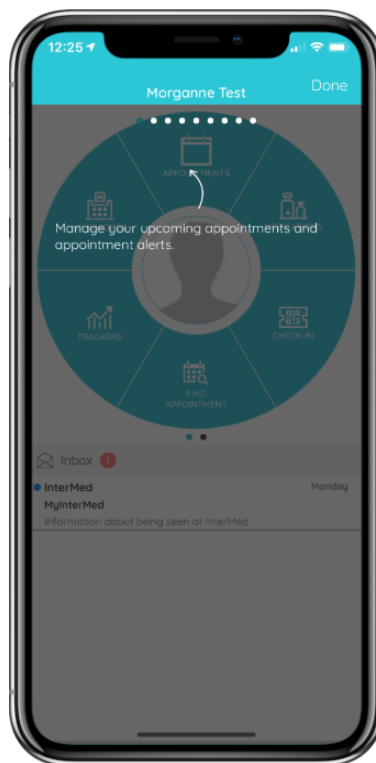 12:25
Morganne Test
Done
APPOINTMENTS
Manage your upcoming appointments and
appointment alerts.
TRACKERS
CHECK-IN
FIND
APPOINTMENT
Inbox 1
InterMed
Monday
MyInterMed
Information about being seen at InterMed